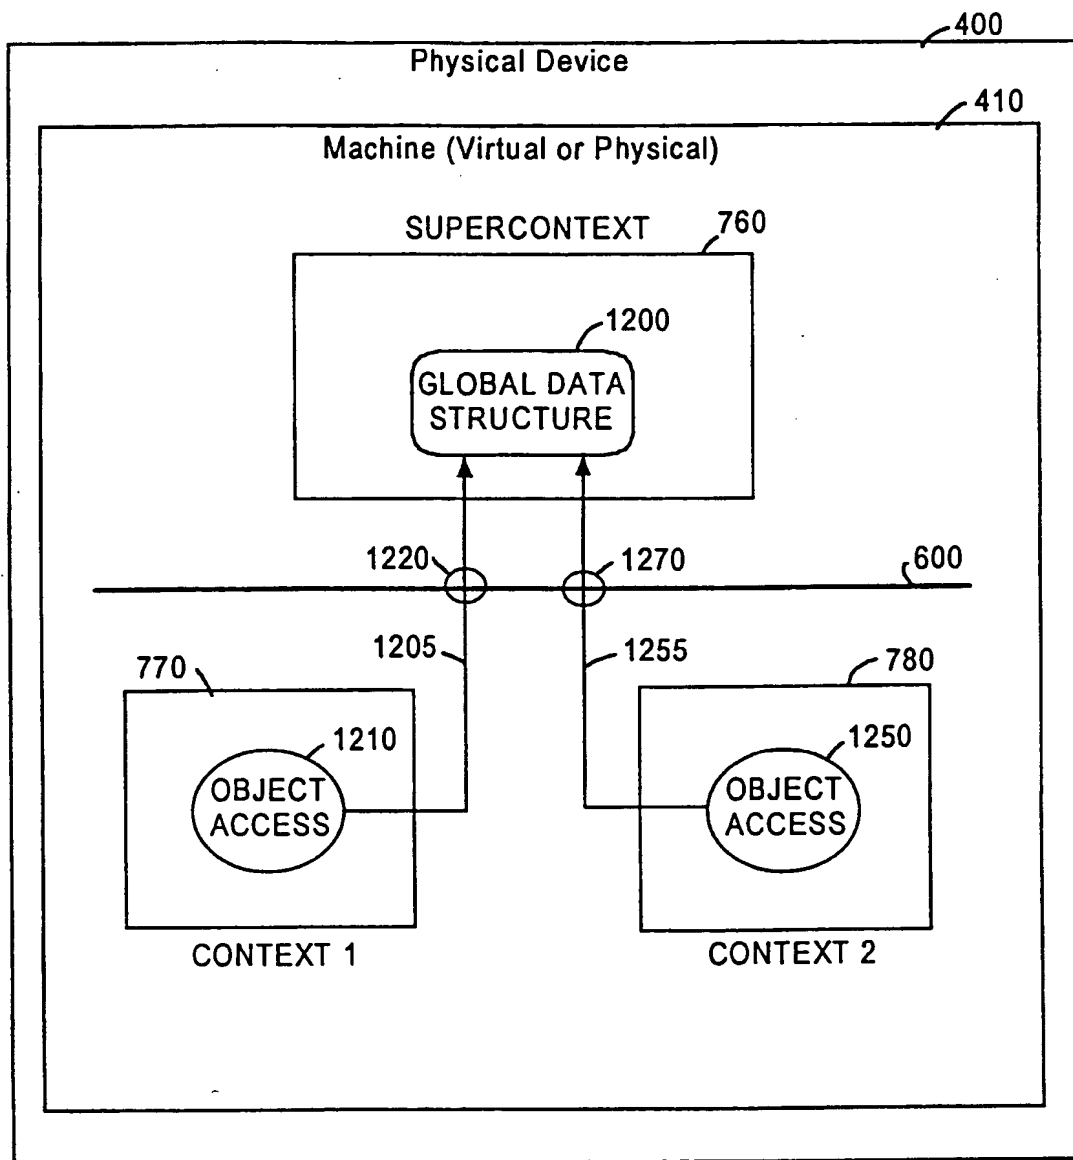 400
Physical Device
410
Machine (Virtual or Physical)
SUPERCONTEXT
760
1200
GLOBAL DATA
STRUCTURE
1220
1270
600
1205
1255
770
780
1210
1250
OBJECT
ACCESS
OBJECT
ACCESS
CONTEXT 1
CONTEXT 2